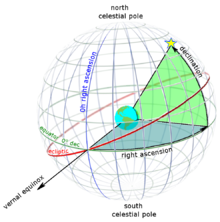 north
celestial pole
declination
0h right ascension
equator, 0° dec.
ecliptic
right ascension
vernal equinox
south
celestial pole